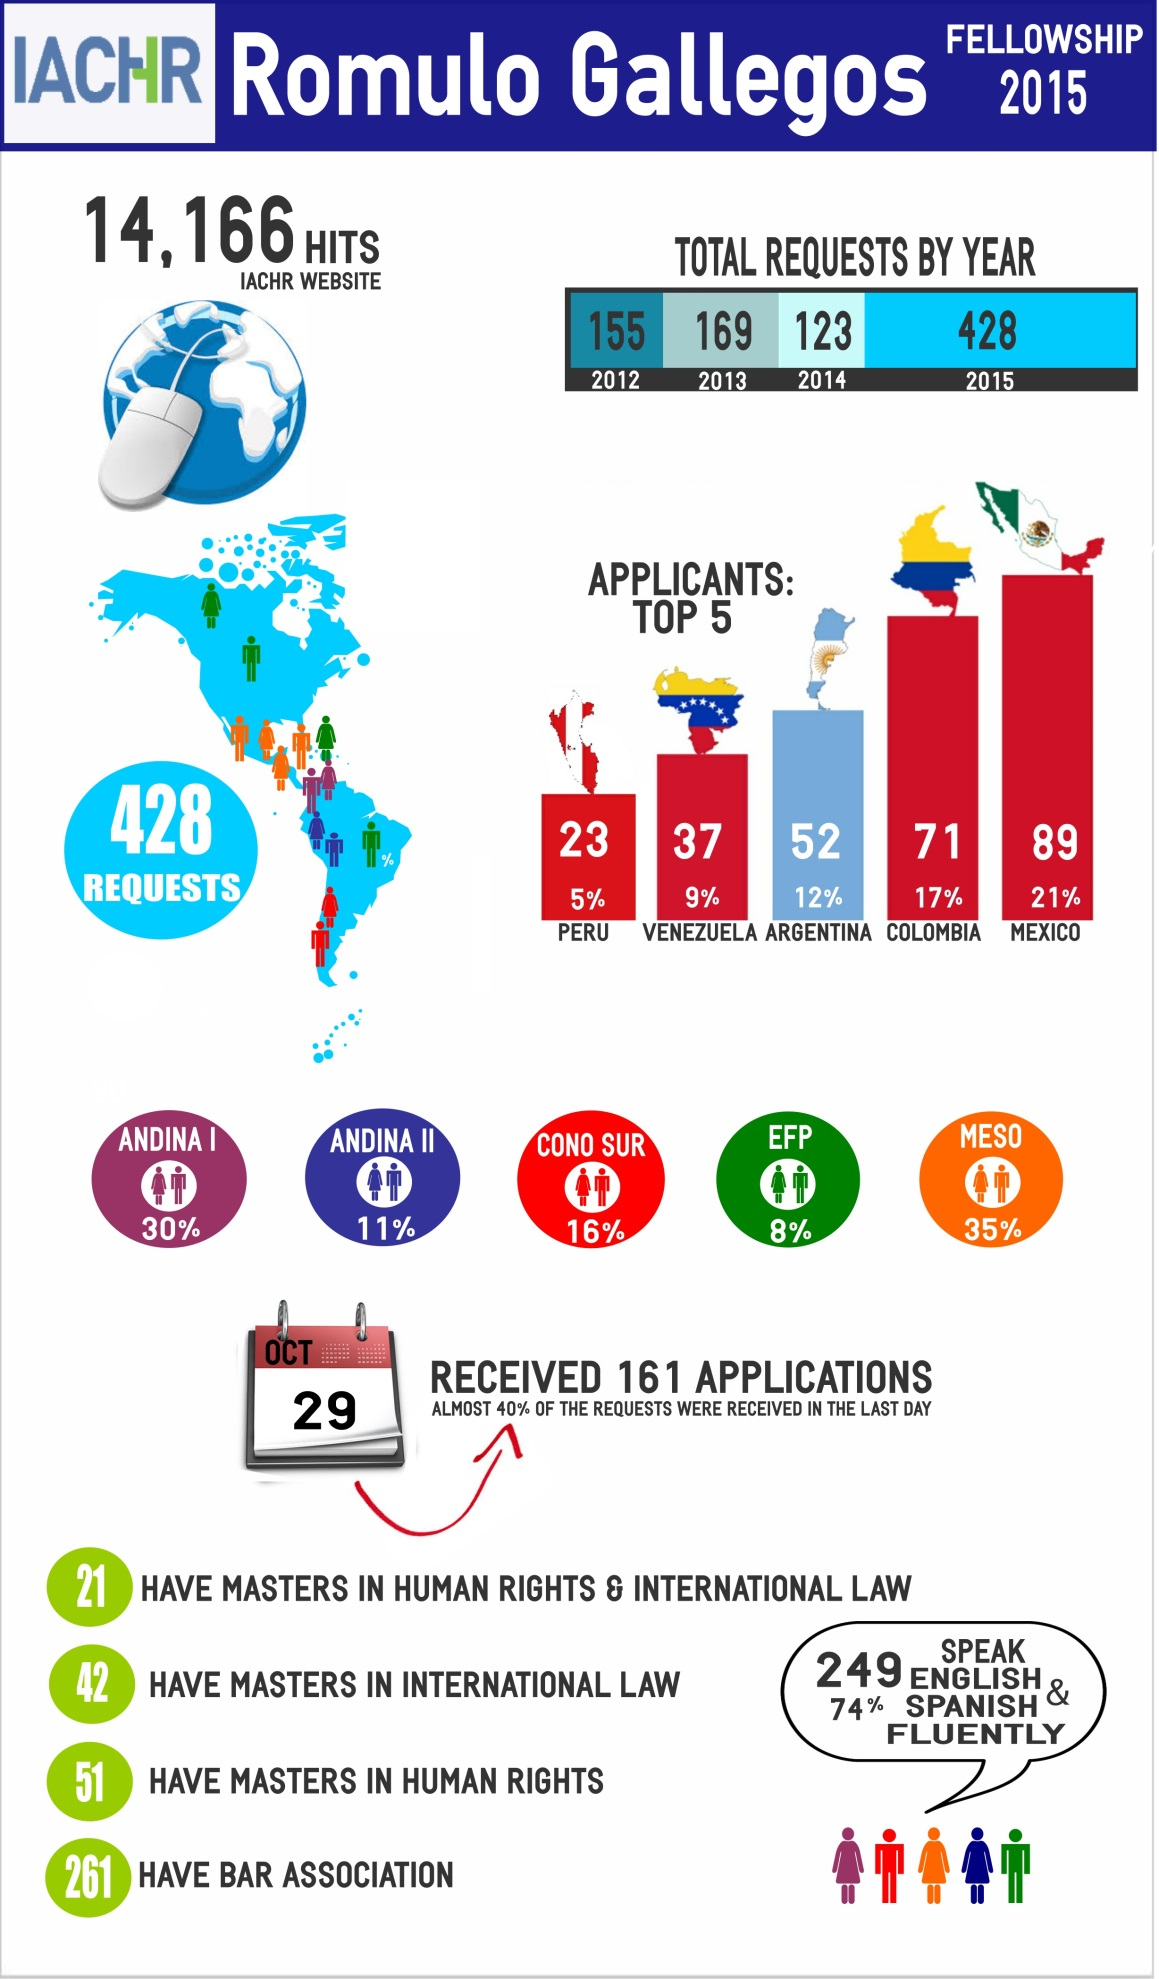 IACHR
Romulo Gallegos
FELLOWSHIP
2015
14,166 HITS
IACHR WEBSITE
TOTAL REQUESTS BY YEAR
155 169 123 428
2012 2013 2014 2015
APPLICANTS:
TOP 5
428
REQUESTS
%
23 37 52 71 89
5% 9% 12% 17% 21%
PERU VENEZUELA ARGENTINA COLOMBIA MEXICO
ANDINA I
30%
ANDINA II
11%
CONO SUR
16%
EFP
8%
MESO
35%
OCT
29
RECEIVED 161 APPLICATIONS
ALMOST 40% OF THE REQUESTS WERE RECEIVED IN THE LAST DAY
21 HAVE MASTERS IN HUMAN RIGHTS & INTERNATIONAL LAW
42 HAVE MASTERS IN INTERNATIONAL LAW
51 HAVE MASTERS IN HUMAN RIGHTS
261 HAVE BAR ASSOCIATION
249
74%
SPEAK
ENGLISH &
SPANISH
FLUENTLY